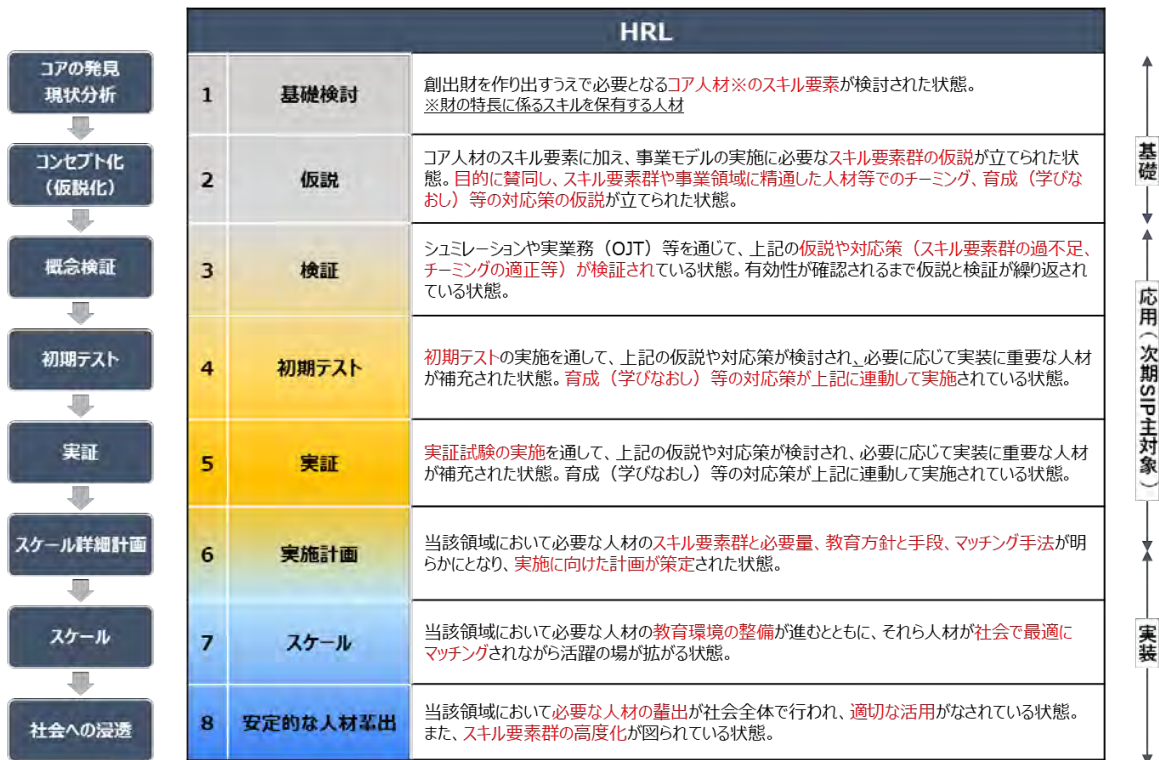 HRL
コアの発見
現状分析
1
基礎検討
創出財を作り出すうえで必要となるコア人材※のスキル要素が検討された状態。
※財の特長に係るスキルを保有する人材
コンセプト化
（仮説化）
2
仮説
コア人材のスキル要素に加え、事業モデルの実施に必要なスキル要素群の仮説が立てられた状
態。目的に賛同し、スキル要素群や事業領域に精通した人材等でのチーミング、育成（学びな
おし）等の対応策の仮説が立てられた状態。
基礎
概念検証
3
検証
シュミレーションや実業務（OJT）等を通じて、上記の仮説や対応策（スキル要素群の過不足、
チーミングの適正等）が検証されている状態。有効性が確認されるまで仮説と検証が繰り返され
ている状態。
初期テスト
4
初期テスト
初期テストの実施を通して、上記の仮説や対応策が検討され、必要に応じて実装に重要な人材
が補充された状態。育成（学びなおし）等の対応策が上記に連動して実施されている状態。
実証
5
実証
実証試験の実施を通して、上記の仮説や対応策が検討され、必要に応じて実装に重要な人材
が補充された状態。育成（学びなおし）等の対応策が上記に連動して実施されている状態。
応用（次期SIP主対象）
スケール詳細計画
6
実施計画
当該領域において必要な人材のスキル要素群と必要量、教育方針と手段、マッチング手法が明
らかにとなり、実施に向けた計画が策定された状態。
スケール
7
スケール
当該領域において必要な人材の教育環境の整備が進むとともに、それら人材が社会で最適に
マッチングされながら活躍の場が拡がる状態。
社会への浸透
8
安定的な人材輩出
当該領域において必要な人材の輩出が社会全体で行われ、適切な活用がなされている状態。
また、スキル要素群の高度化が図られている状態。
実装